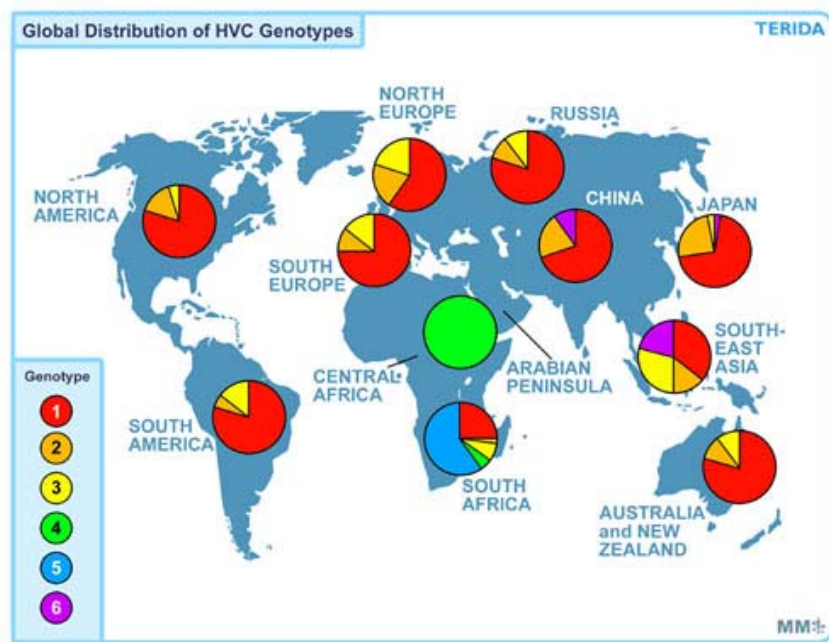 Global Distribution of HVC Genotypes
TERIDA
NORTH
EUROPE
RUSSIA
NORTH
AMERICA
CHINA
JAPAN
SOUTH
EUROPE
SOUTH-
EAST
ASIA
CENTRAL
AFRICA
ARABIAN
PENINSULA
SOUTH
AMERICA
SOUTH
AFRICA
AUSTRALIA
and NEW
ZEALAND
Genotype
1
2
3
4
5
6